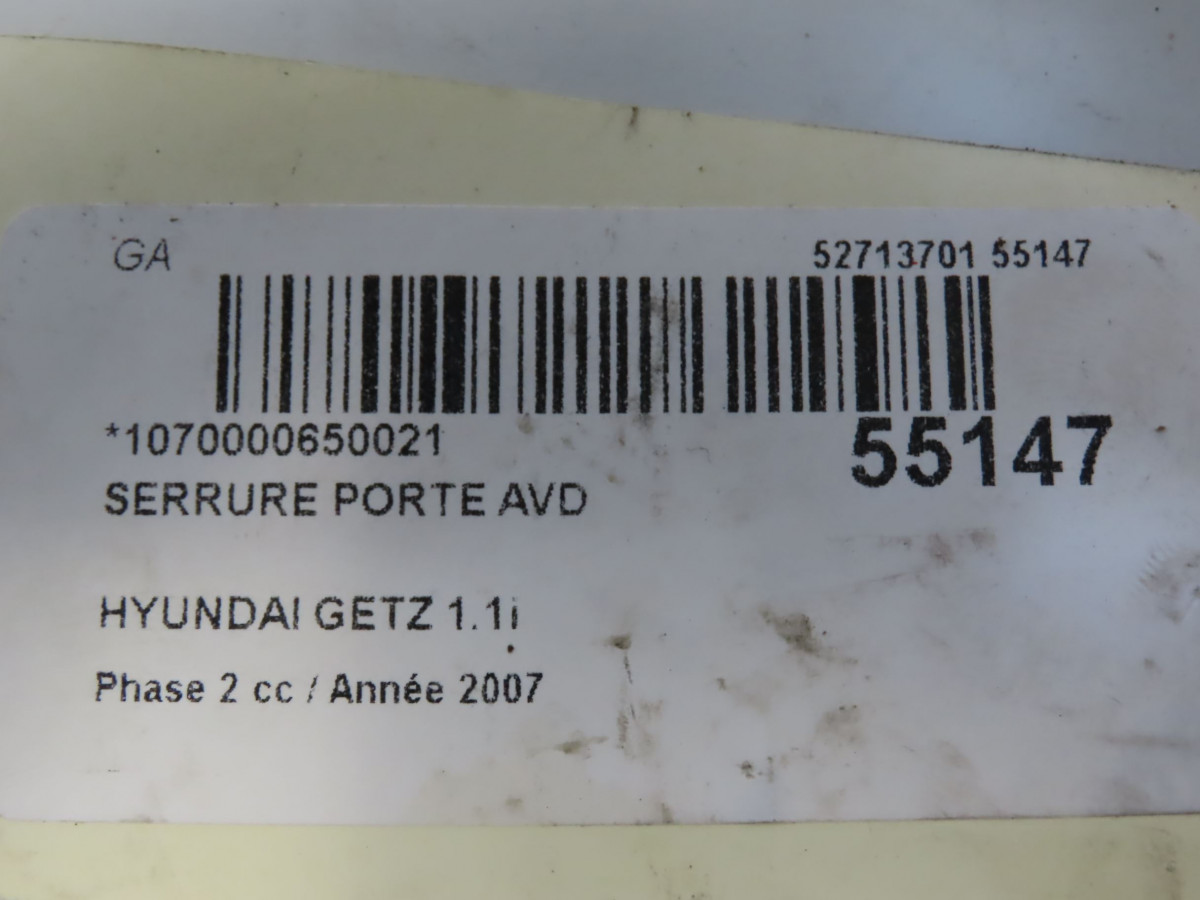 GA
52713701 55147
*1070000650021
55147
SERRURE PORTE AVD
HYUNDAI GETZ 1.1i
Phase 2 cc / Année 2007